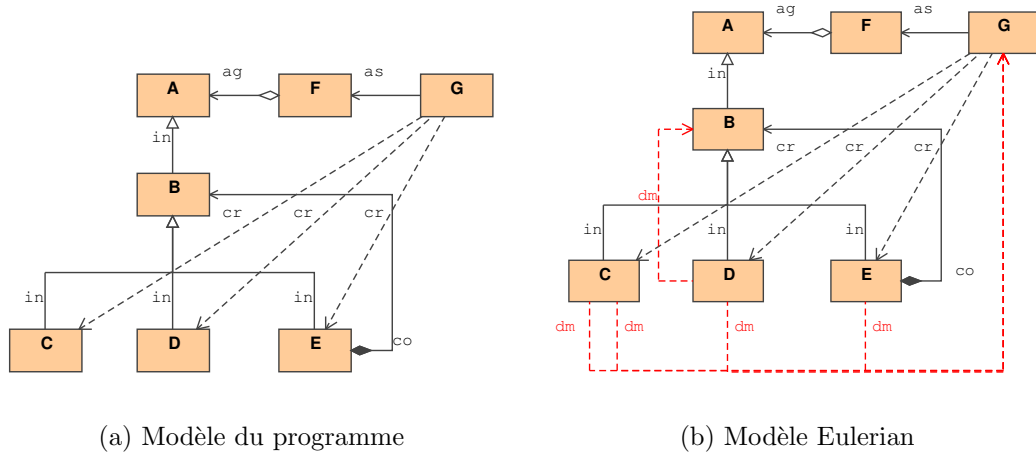 ag as
A F G
in
B
cr cr cr
in in in
C D E
co
(a) Modèle du programme
ag as
A F G
in
B
cr cr cr
dm
in in in
C D E
co
dm dm dm dm
(b) Modèle Eulerian